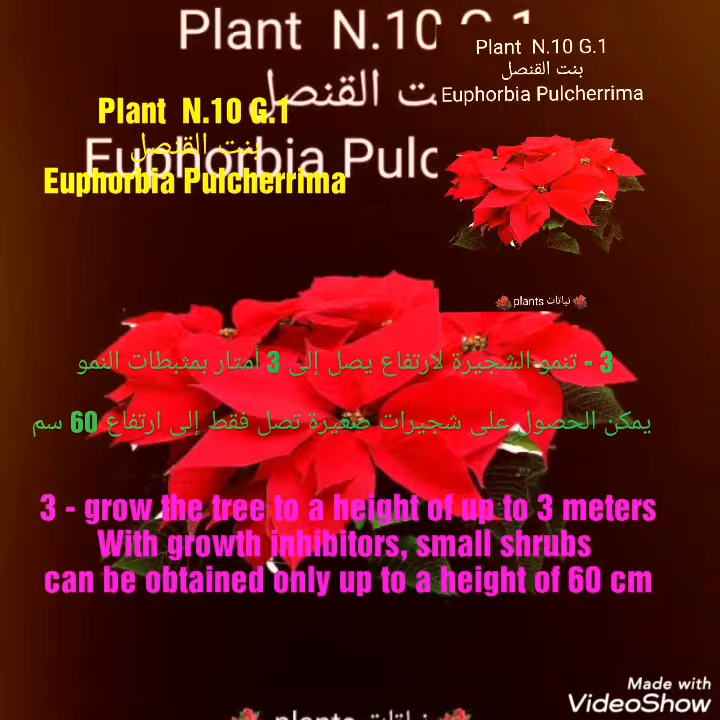 Plant N.10 G.1
بنت القنصل
Euphorbia Pulc
Plant N.10 G.1
بنت القنصل
Euphorbia Pulcherrima
Plant N.10 G.1
بنت القنصل
Euphorbia Pulcherrima
plants نباتات
3 - تنمو الشجيرة لارتفاع يصل إلى 3 أمتار بمثبطات النمو
يمكن الحصول على شجيرات صغيرة تصل فقط إلى ارتفاع 60 سم
3 - grow the tree to a height of up to 3 meters
With growth inhibitors, small shrubs
can be obtained only up to a height of 60 cm
Made with
VideoShow
plants نباتات